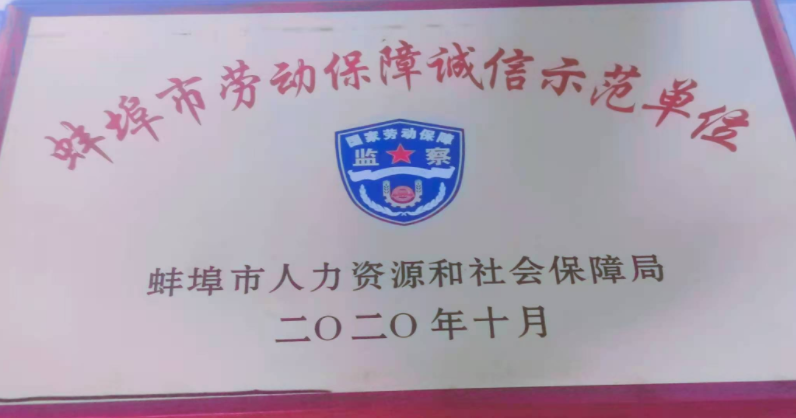 蚌埠市劳动保障诚信示范单位
国家劳动保障
监察
蚌埠市人力资源和社会保障局
二〇二〇年十月